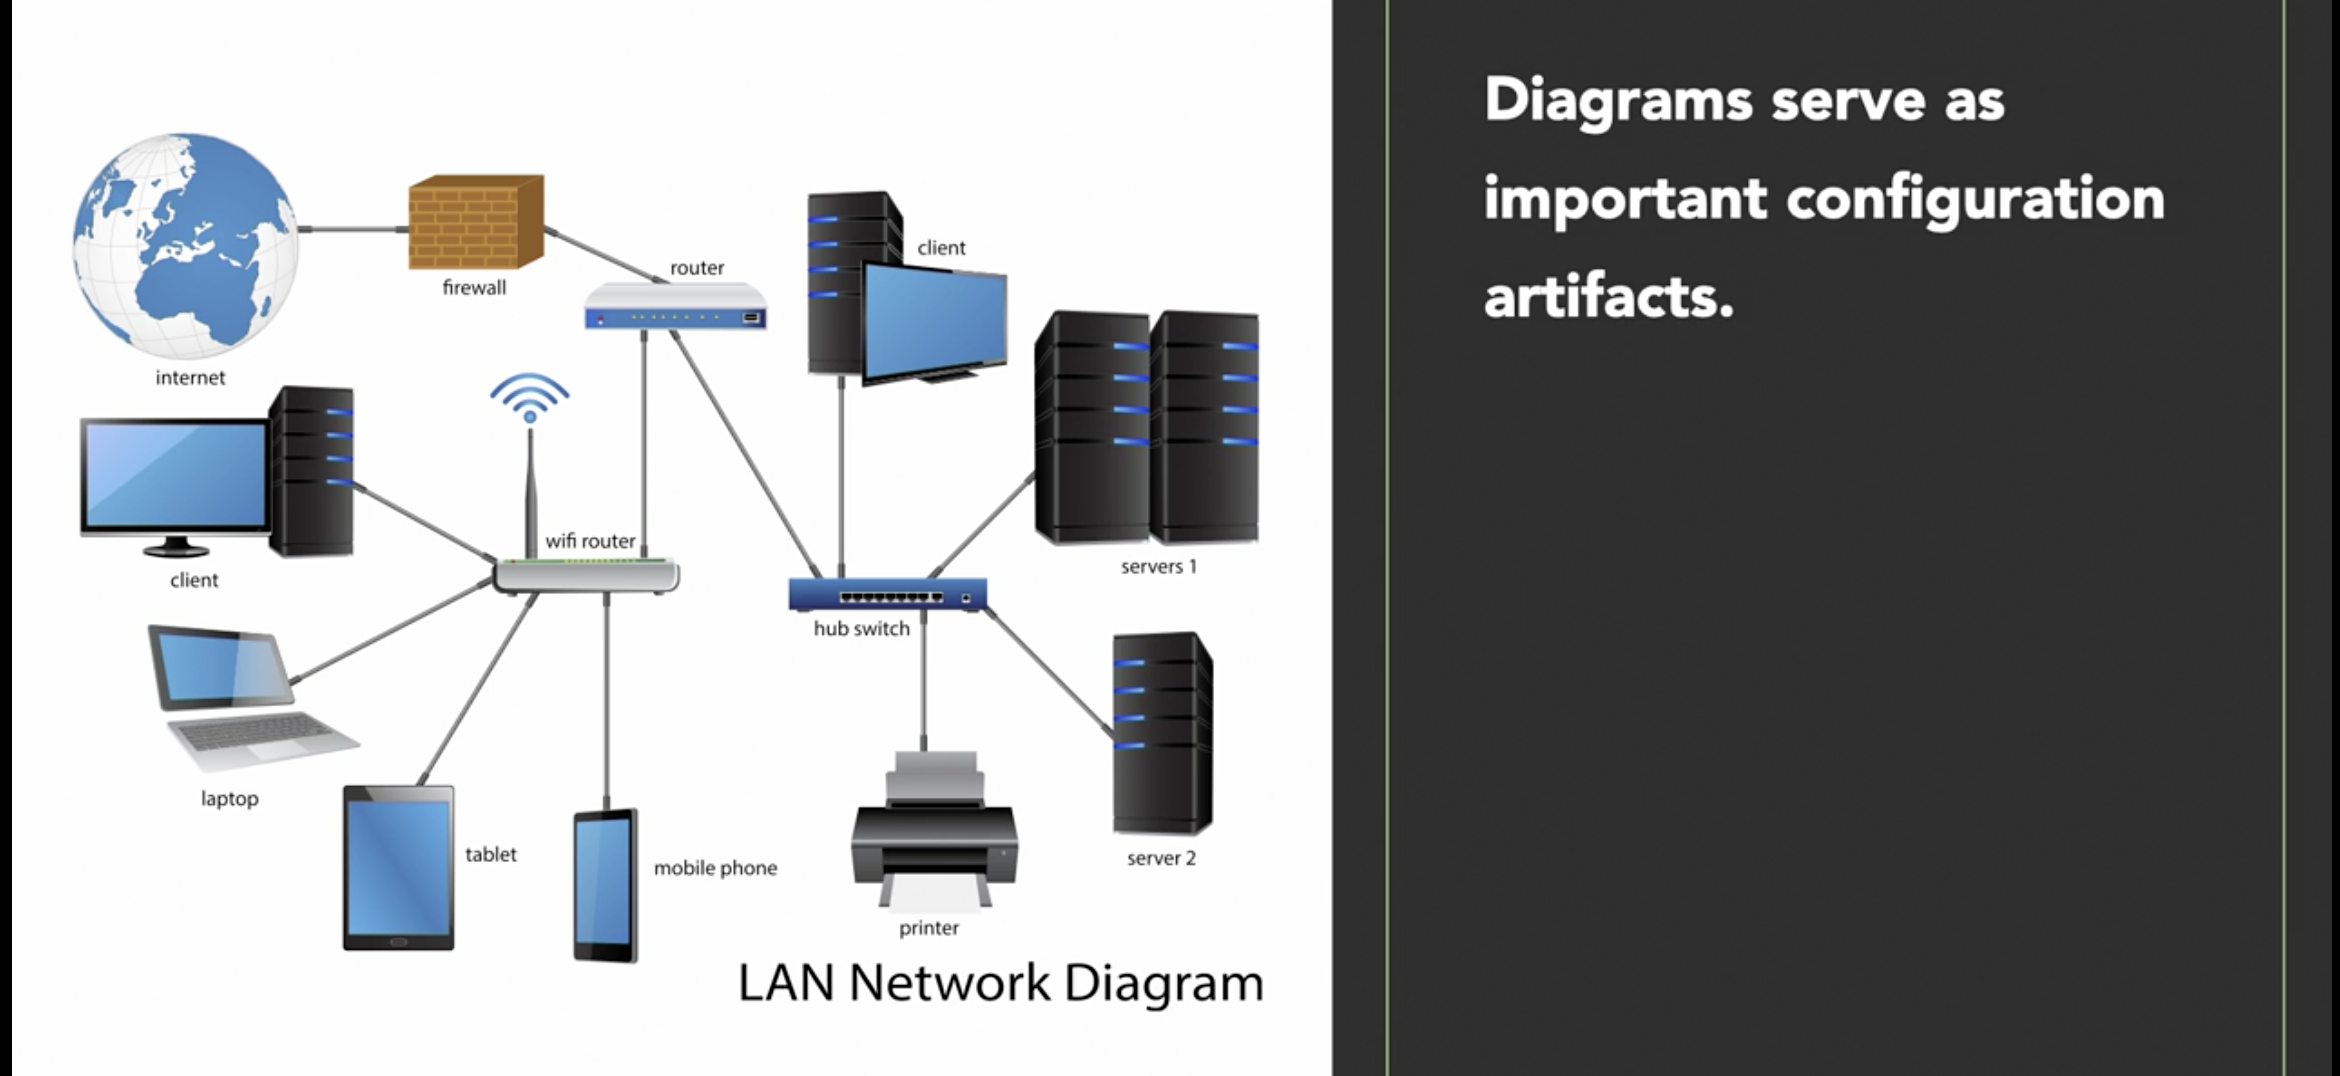 Diagrams serve as
important configuration
artifacts.
internet
firewall
router
client
servers 1
client
wifi router
hub switch
laptop
tablet
mobile phone
server 2
printer
LAN Network Diagram